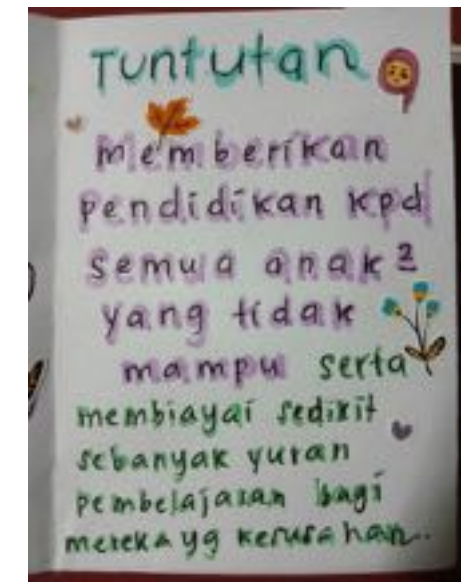 Tuntutan
Memberikan
pendidikan kpd
semua anak²
yang tidak
mampu serta
membiayai sedikit
sebanyak yuran
pembelajaran bagi
mereka yg kerusahan..